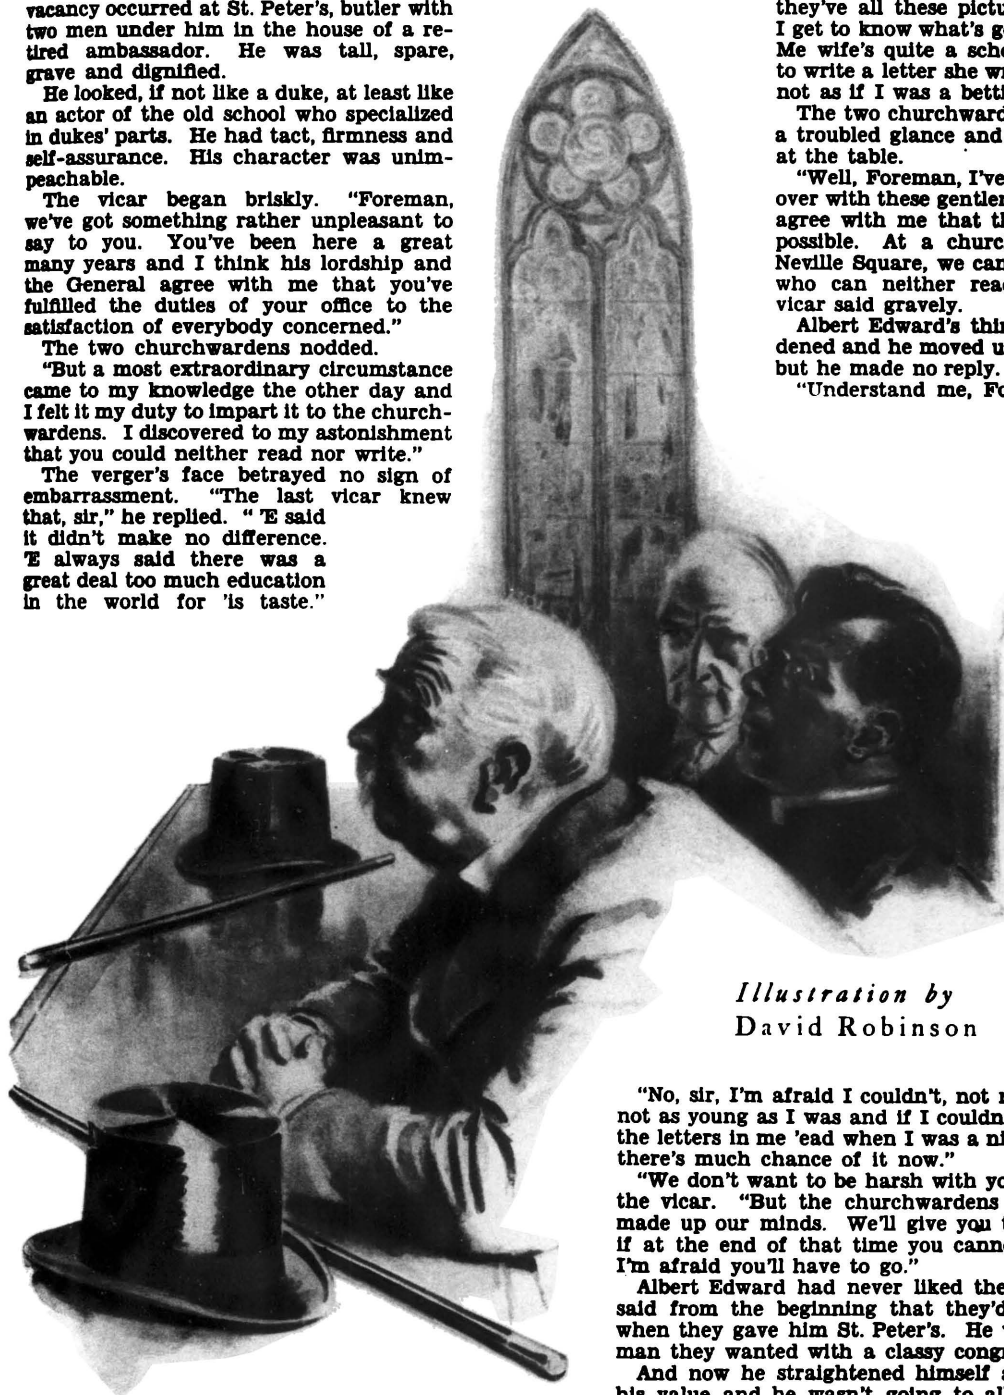 vacancy occurred at St. Peter's, butler with
two men under him in the house of a re-
tired ambassador. He was tall, spare,
grave and dignified.
He looked, if not like a duke, at least like
an actor of the old school who specialized
in dukes' parts. He had tact, firmness and
self-assurance. His character was unim-
peachable.
The vicar began briskly. “Foreman,
we've got something rather unpleasant to
say to you. You've been here a great
many years and I think his lordship and
the General agree with me that you've
fulfilled the duties of your office to the
satisfaction of everybody concerned.”
The two churchwardens nodded.
“But a most extraordinary circumstance
came to my knowledge the other day and
I felt it my duty to impart it to the church-
wardens. I discovered to my astonishment
that you could neither read nor write.”
The verger's face betrayed no sign of
embarrassment. “The last vicar knew
that, sir,” he replied. “ 'E said
it didn't make no difference.
'E always said there was a
great deal too much education
in the world for 'is taste.”
they've all these pictu
I get to know what's g
Me wife's quite a sch
to write a letter she w
not as if I was a betti
The two churchward
a troubled glance and
at the table.
“Well, Foreman, I've
over with these gentle
agree with me that t
possible. At a churc
Neville Square, we can
who can neither rea
vicar said gravely.
Albert Edward's thi
dened and he moved u
but he made no reply.
“Understand me, Fo
Illustration by
David Robinson
“No, sir, I'm afraid I couldn't, not
not as young as I was and if I couldn
the letters in me 'ead when I was a ni
there's much chance of it now.”
“We don't want to be harsh with yo
the vicar. “But the churchwardens
made up our minds. We'll give you t
if at the end of that time you canno
I'm afraid you'll have to go.”
Albert Edward had never liked the
said from the beginning that they'd
when they gave him St. Peter's. He
man they wanted with a classy congr
And now he straightened himself
his value and he wasn't going to al